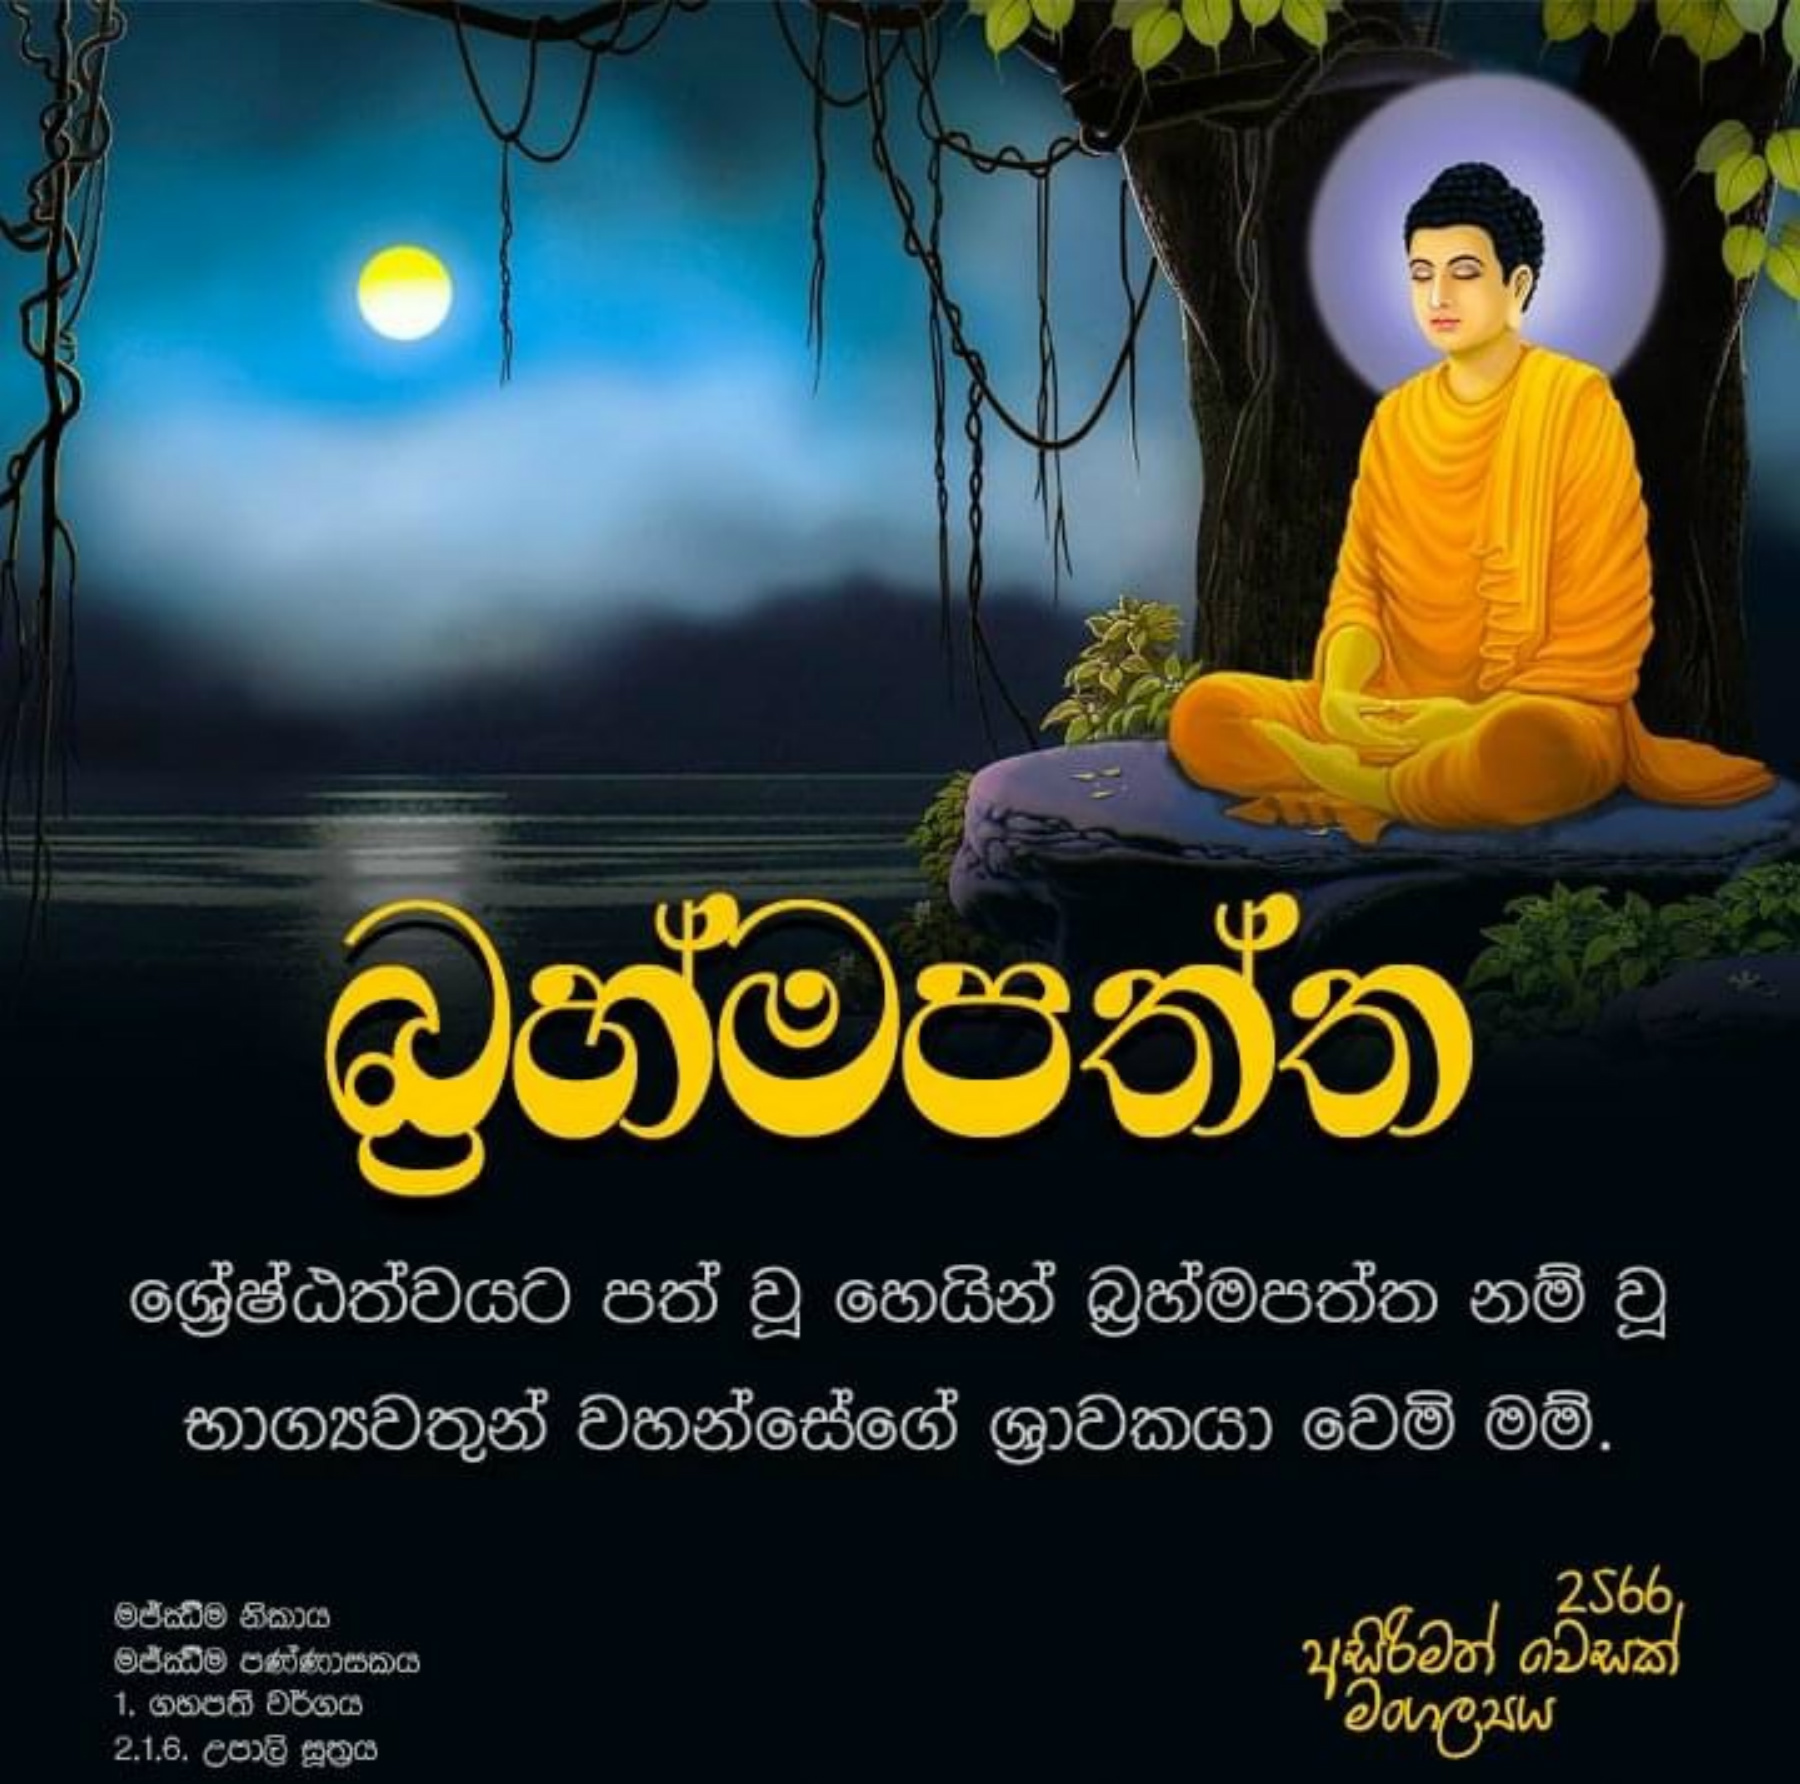 බ්‍රහ්මපත්ත
ශ්‍රේෂ්ඨත්වයට පත් වූ හෙයින් බ්‍රහ්මපත්ත නම් වූ
භාග්‍යවතුන් වහන්සේගේ ශ්‍රාවකයා වෙමි මම්.
මජ්ඣිම නිකාය
මජ්ඣිම පණ්ණාසකය
1. ගහපති වර්ගය
2.1.6. උපාලි සූත්‍රය
2566
අසිරිමත් වෙසක්
මංගල්‍යය